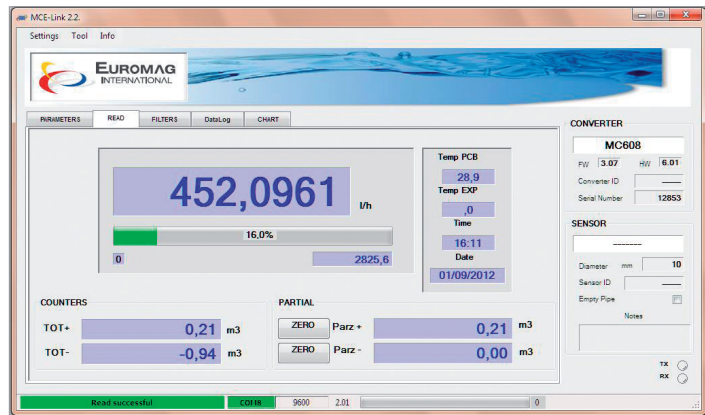 MCE-Link 2.2.
Settings Tool Info
EUROMAG
INTERNATIONAL
PARAMETERS READ FILTERS DataLog CHART
452,0961 l/h
16,0%
0 2825,6
Temp PCB
28,9
Temp EXP
,0
Time
16:11
Date
01/09/2012
COUNTERS
TOT+ 0,21 m3
TOT- -0,94 m3
PARTIAL
ZERO Parz + 0,21 m3
ZERO Parz - 0,00 m3
CONVERTER
MC608
FW 3.07 HW 6.01
Converter ID ____
Serial Number 12853
SENSOR
-------
Diameter mm 10
Sensor ID ____
Empty Pipe
Notes
TX
RX
Read successful COM8 9600 2.01 0